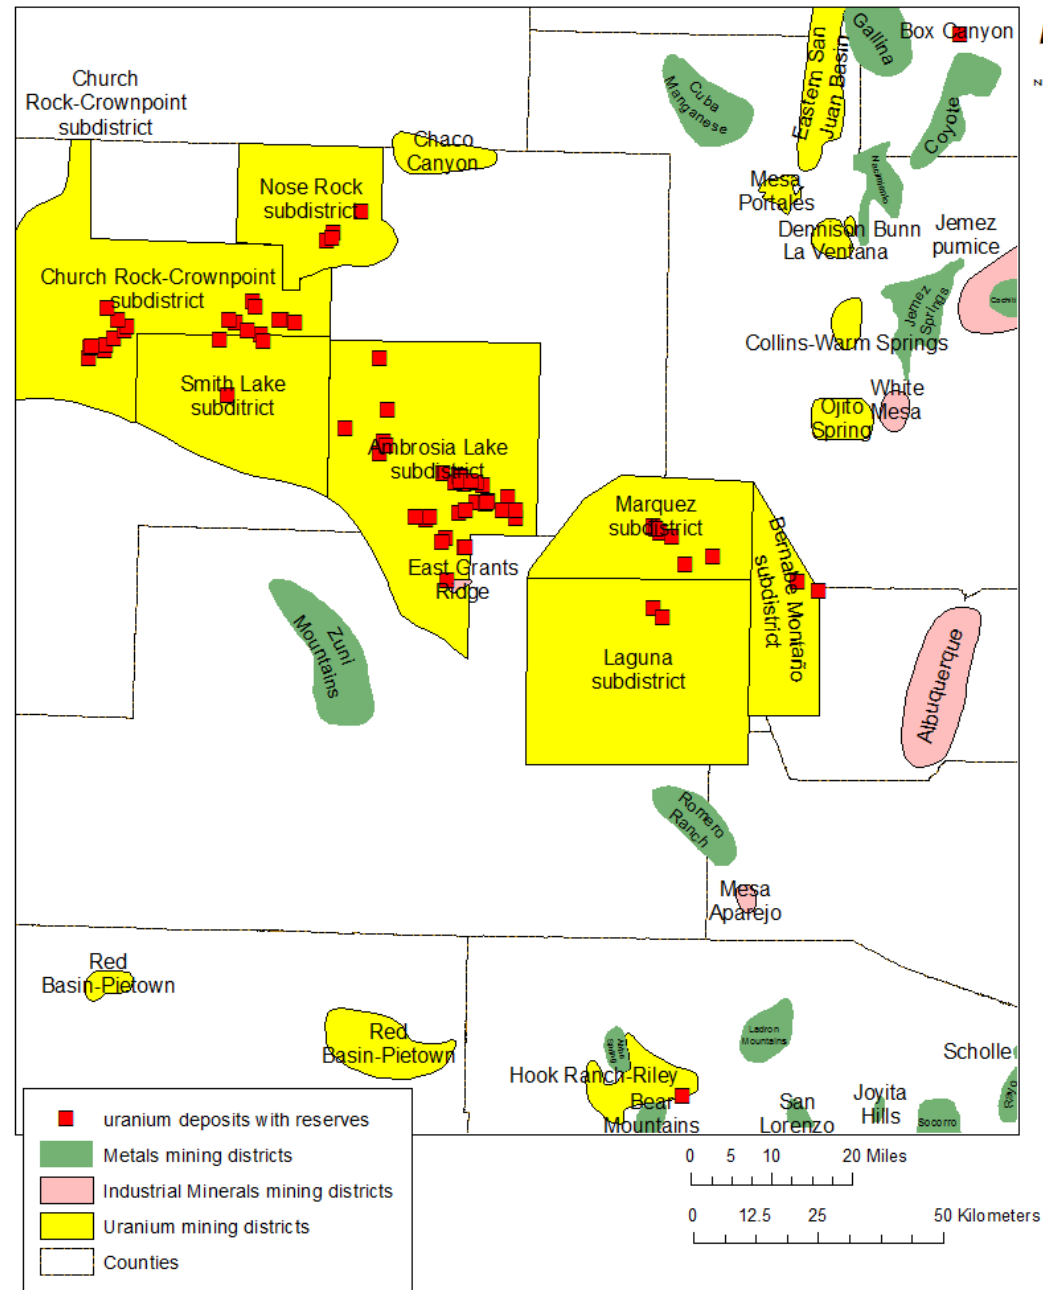 Gallina
Box Canyon
Eastern San
Juan Basin
Church
Rock-Crownpoint
subdistrict
Cuba
Manganese
Coyote
Chaco
Canyon
Nacimiento
Nose Rock
subdistrict
Mesa
Portales
Dennison Bunn
La Ventana
Jemez
pumice
Church Rock-Crownpoint
subdistrict
Jemez
Springs
Cochiti
Collins-Warm Springs
Smith Lake
subditrict
White
Mesa
Ojito
Spring
Ambrosia Lake
subdistrict
Marquez
subdistrict
Bernabe Montaño
subdistrict
East Grants
Ridge
Zuni
Mountains
Laguna
subdistrict
Albuquerque
Romero
Ranch
Mesa
Aparejo
Red
Basin-Pietown
Red
Basin-Pietown
Ladron
Mountains
Scholle
Hook Ranch-Riley
Bear
Mountains
San
Lorenzo
Joyita
Hills
Socorro
Rayo
uranium deposits with reserves
Metals mining districts
Industrial Minerals mining districts
Uranium mining districts
Counties
0 5 10 20 Miles
0 12.5 25 50 Kilometers